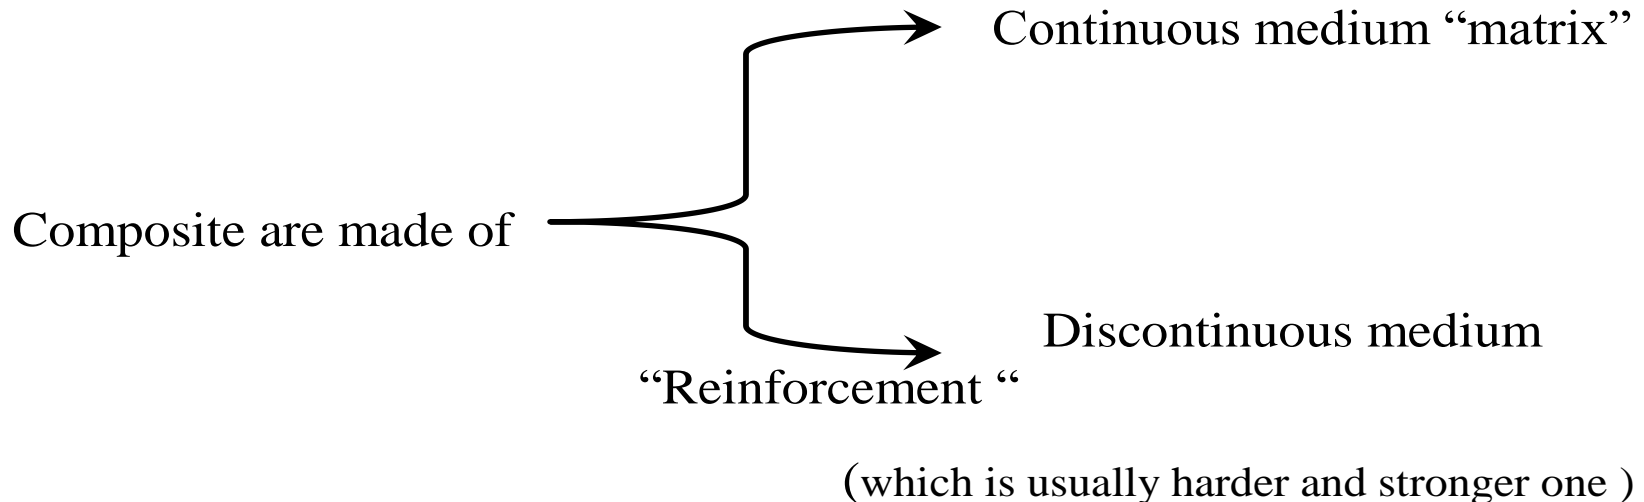 Continuous medium “matrix”
Composite are made of
Discontinuous medium
“Reinforcement “
(which is usually harder and stronger one )